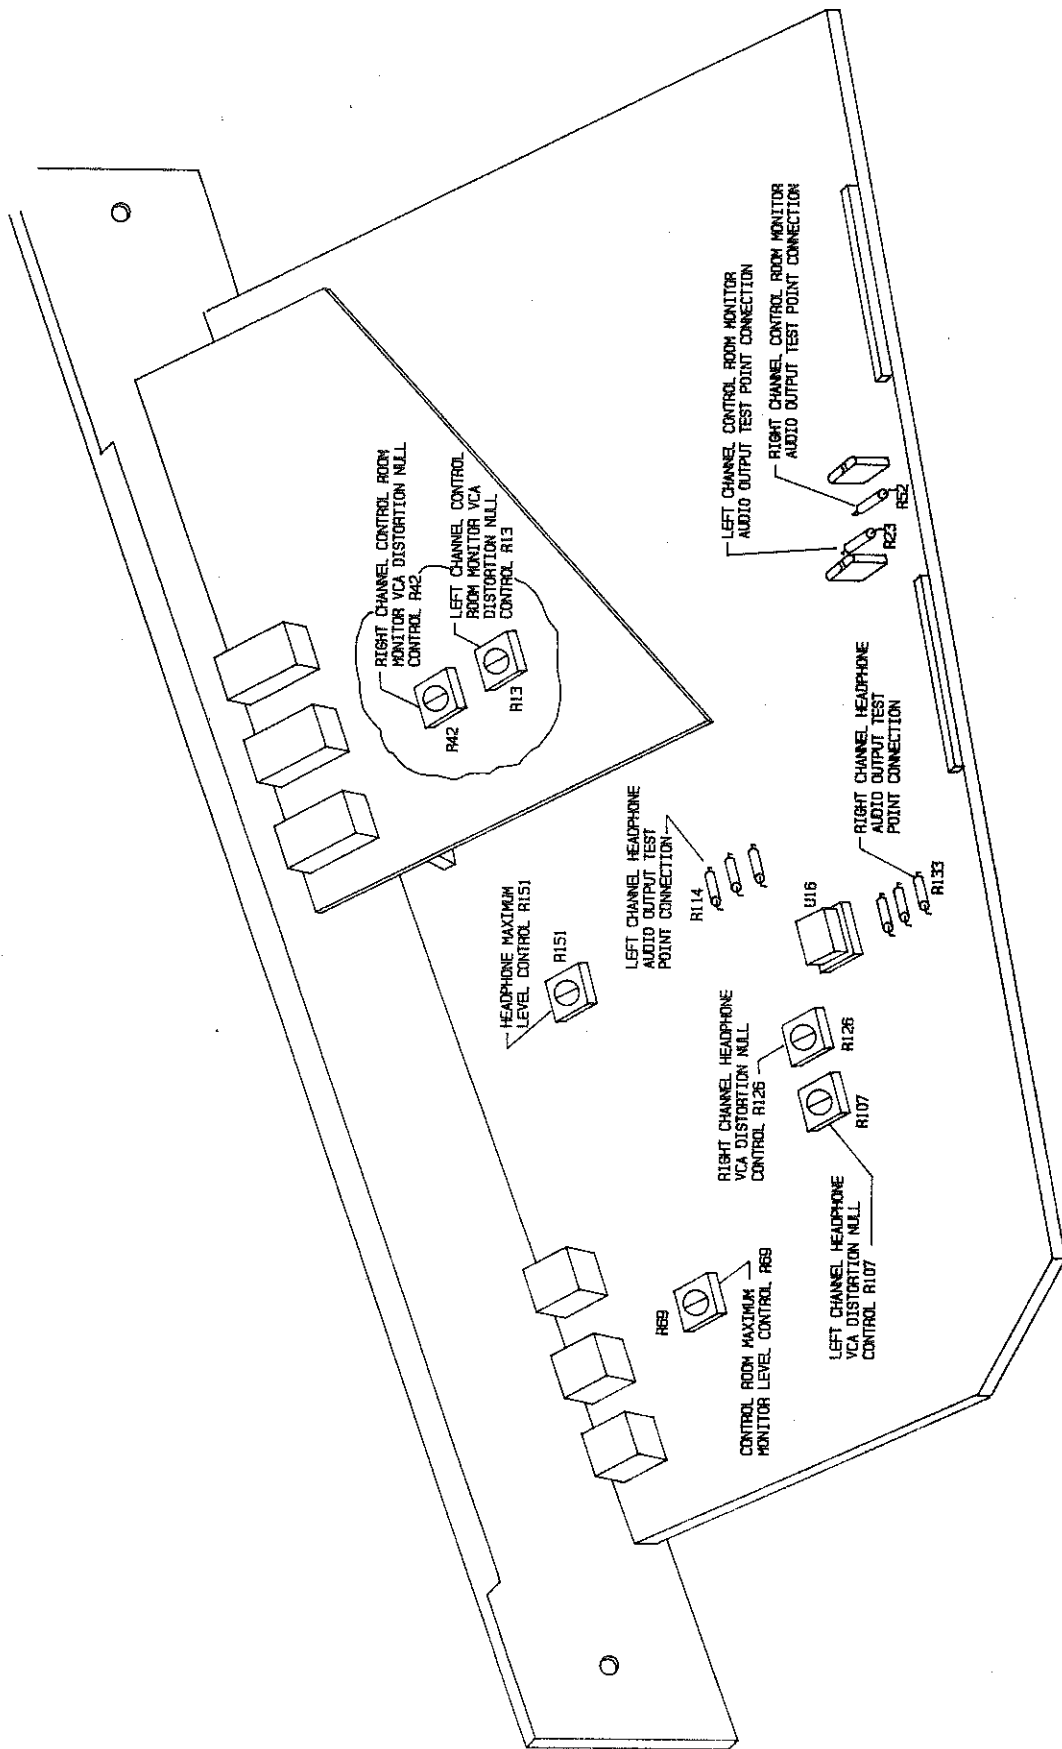 RIGHT CHANNEL CONTROL ROOM
MONITOR VCA DISTORTION NULL
CONTROL R42
LEFT CHANNEL CONTROL
ROOM MONITOR VCA
DISTORTION NULL
CONTROL R13
R42
R13
HEADPHONE MAXIMUM
LEVEL CONTROL R151
R151
LEFT CHANNEL HEADPHONE
AUDIO OUTPUT TEST
POINT CONNECTION
R114
LEFT CHANNEL CONTROL ROOM MONITOR
AUDIO OUTPUT TEST POINT CONNECTION
RIGHT CHANNEL CONTROL ROOM MONITOR
AUDIO OUTPUT TEST POINT CONNECTION
R23
R52
R69
CONTROL ROOM MAXIMUM
MONITOR LEVEL CONTROL R69
RIGHT CHANNEL HEADPHONE
VCA DISTORTION NULL
CONTROL R126
R126
U16
R107
LEFT CHANNEL HEADPHONE
VCA DISTORTION NULL
CONTROL R107
RIGHT CHANNEL HEADPHONE
AUDIO OUTPUT TEST
POINT CONNECTION
R133